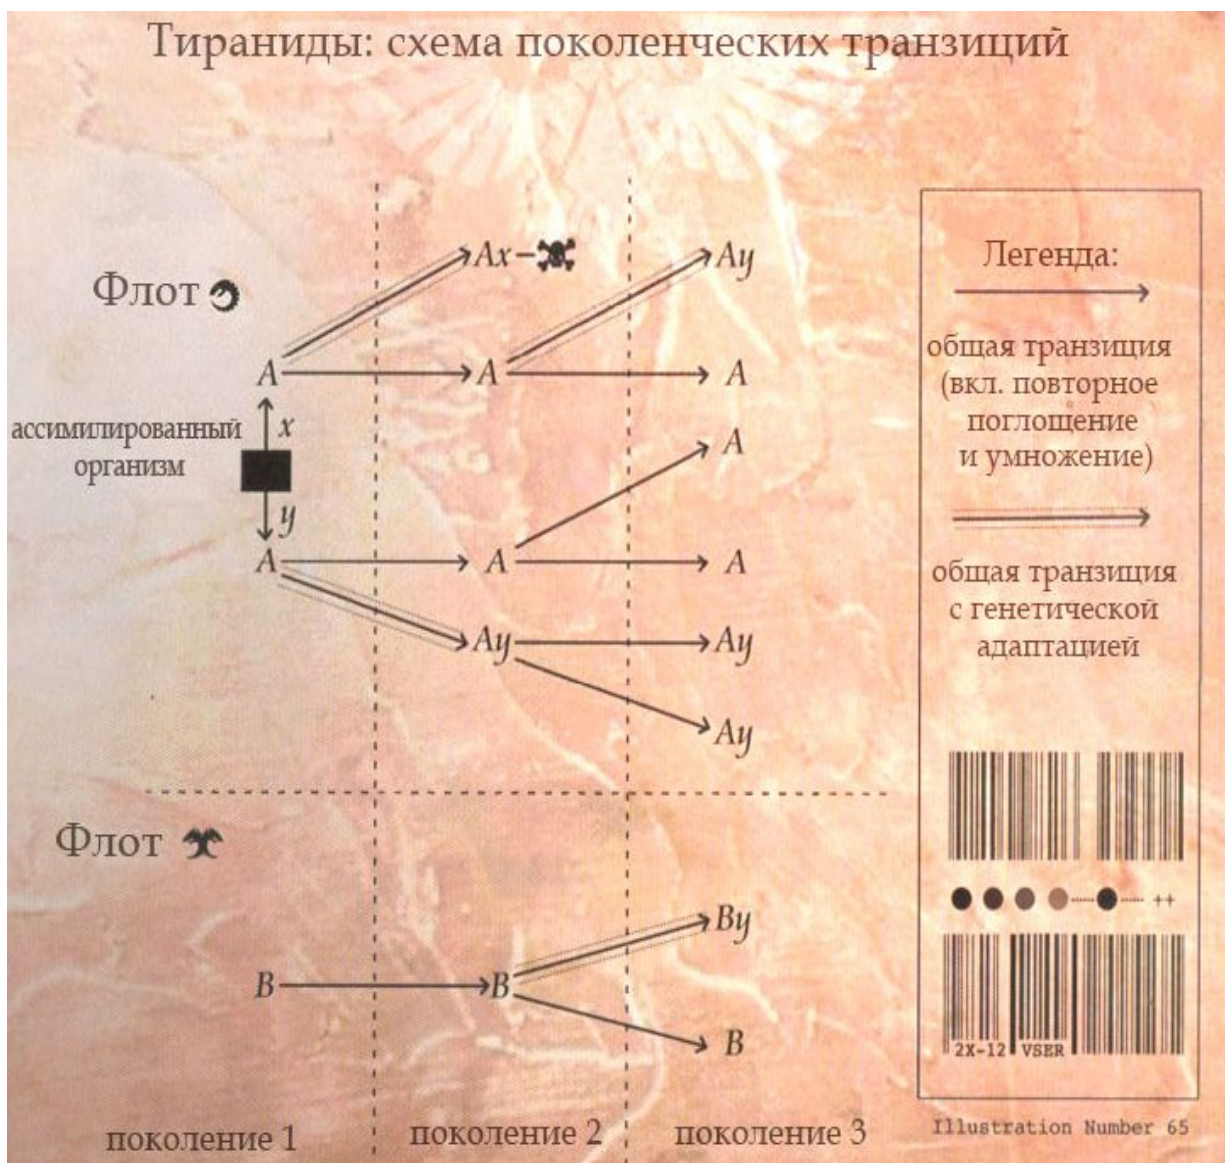 Тираниды: схема поколенческих транзиций
Флот
Ax
Ay
A
A
A
ассимилированный
организм
x
y
A
A
A
A
Ay
Ay
Ay
Флот
By
B
B
B
поколение 1
поколение 2
поколение 3
Легенда:
общая транзиция
(вкл. повторное
поглощение
и умножение)
общая транзиция
с генетической
адаптацией
++
2X-12
VSER
Illustration Number 65